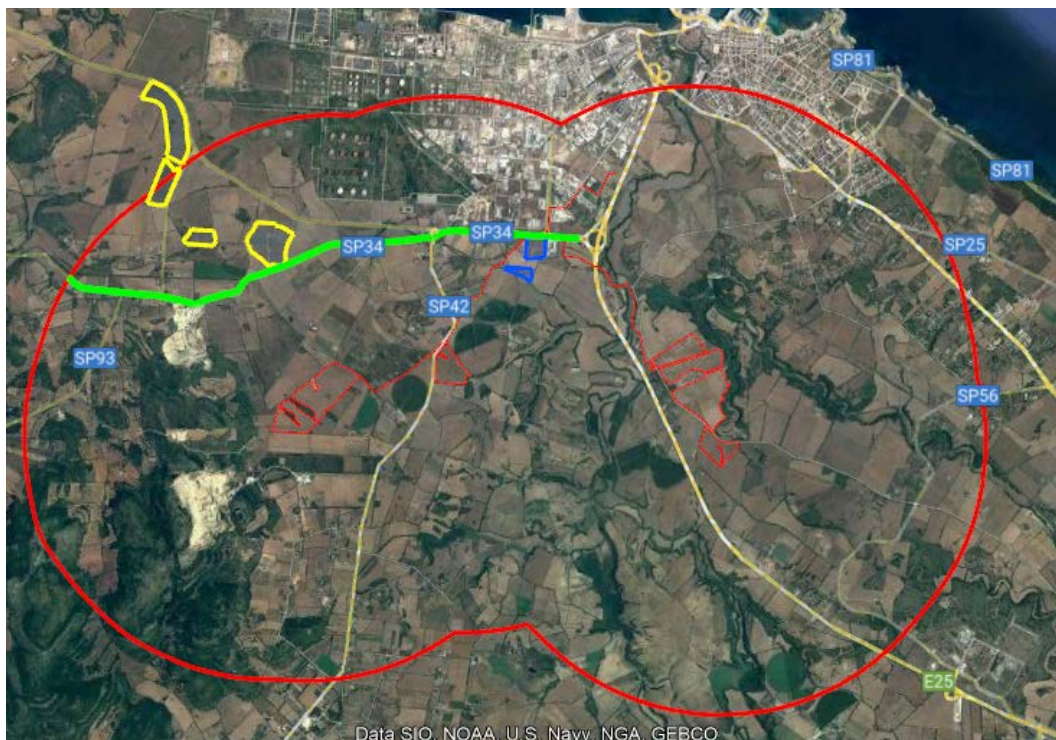 SP81
SP81
SP34
SP34
SP25
SP42
SP93
SP56
E25
Data SIO, NOAA, U.S. Navy, NGA, GEBCO